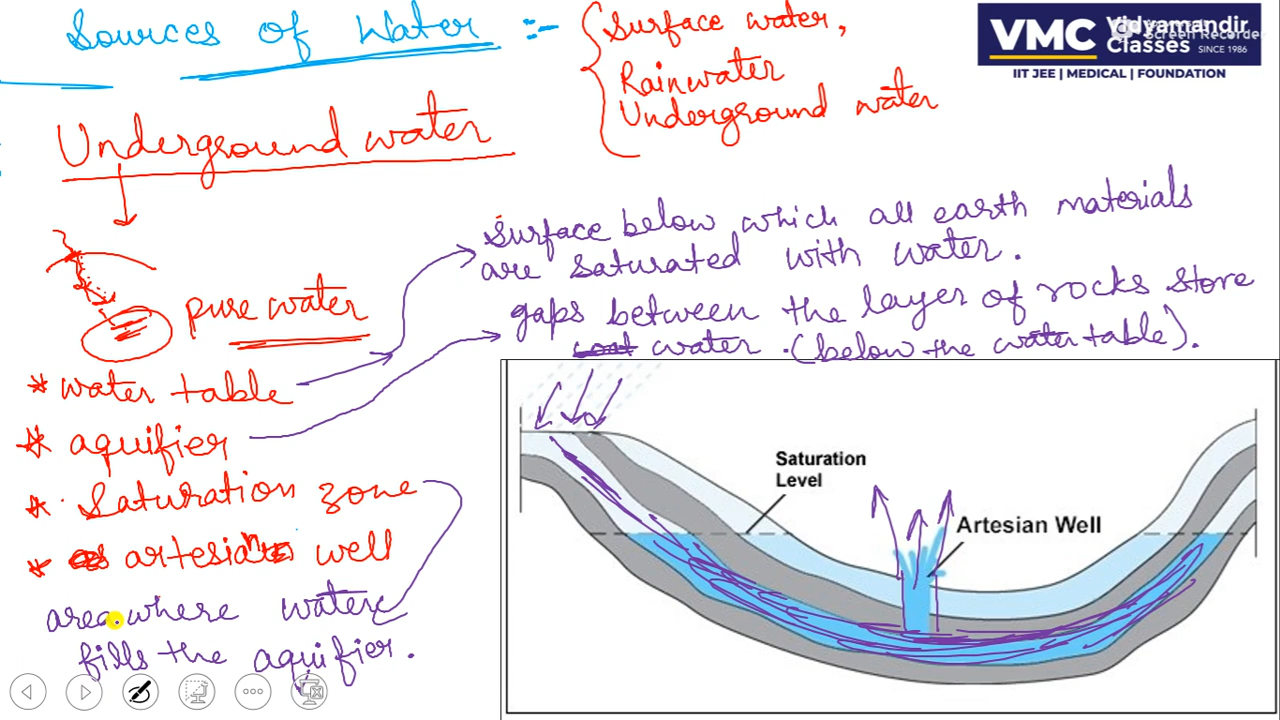 Sources of Water :-
Surface water,
Rainwater
Underground water
VMC Vidyamandir Classes
SINCE 1986
Screen Recorder
IIT JEE | MEDICAL | FOUNDATION
Underground water
pure water
* water table
* aquifier
* Saturation zone
* artesian well
area where water
fills the aquifier.
Surface below which all earth materials
are saturated with water.
gaps between the layer of rocks store
water. (below the water table).
Saturation
Level
Artesian Well